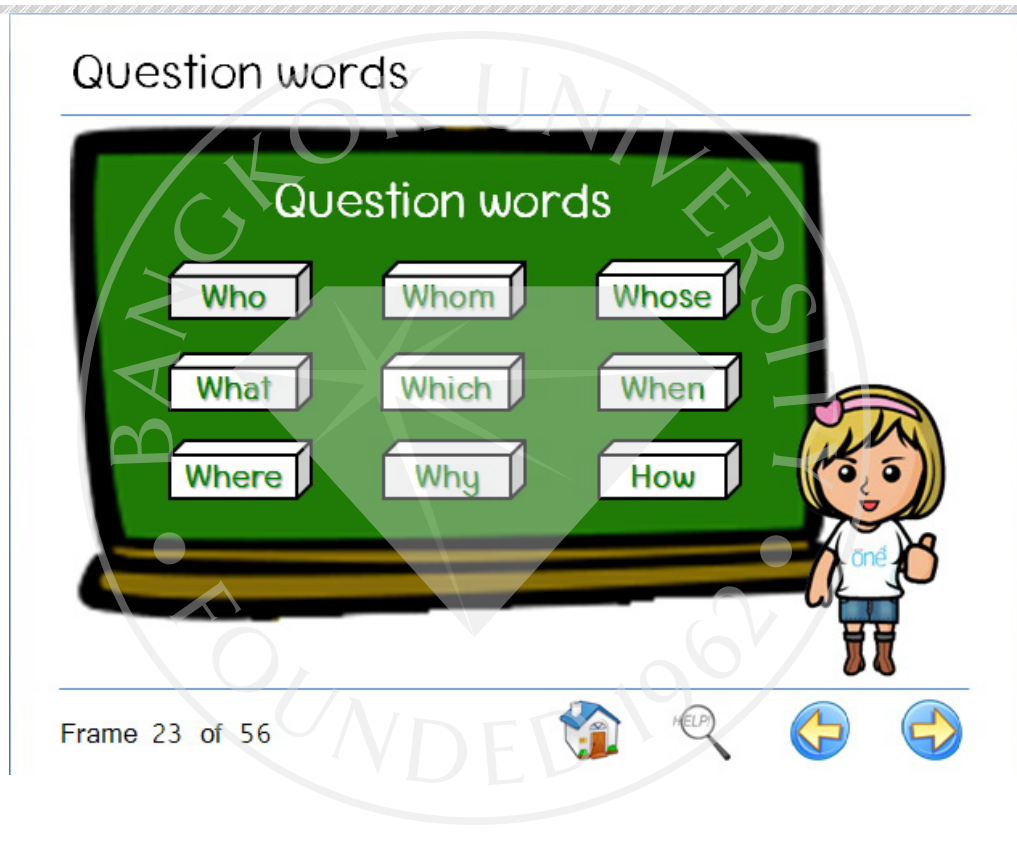 Question words
Question words
Who Whom Whose
What Which When
Where Why How
öné
Frame 23 of 56
HELP!
BANGKOK UNIVERSITY
FOUNDED 1962